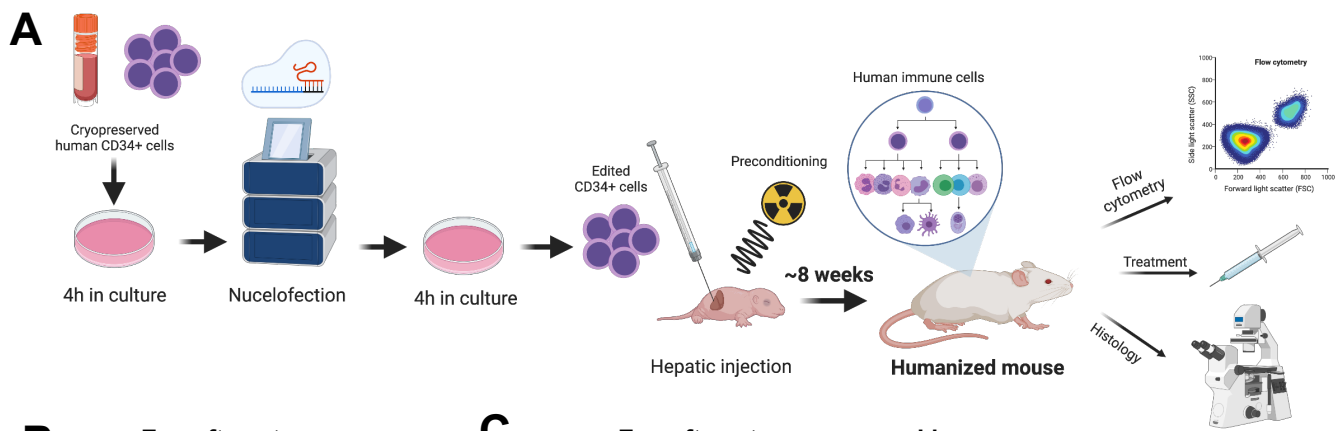 A
Cryopreserved
human CD34+ cells
4h in culture
Nucelofection
4h in culture
Edited
CD34+ cells
Preconditioning
Hepatic injection
~8 weeks
Human immune cells
Humanized mouse
Flow
cytometry
Treatment
Histology
Flow cytometry
Side light scatter (SSC)
1000
800
600
400
200
0
0 200 400 600 800 1000
Forward light scatter (FSC)
C